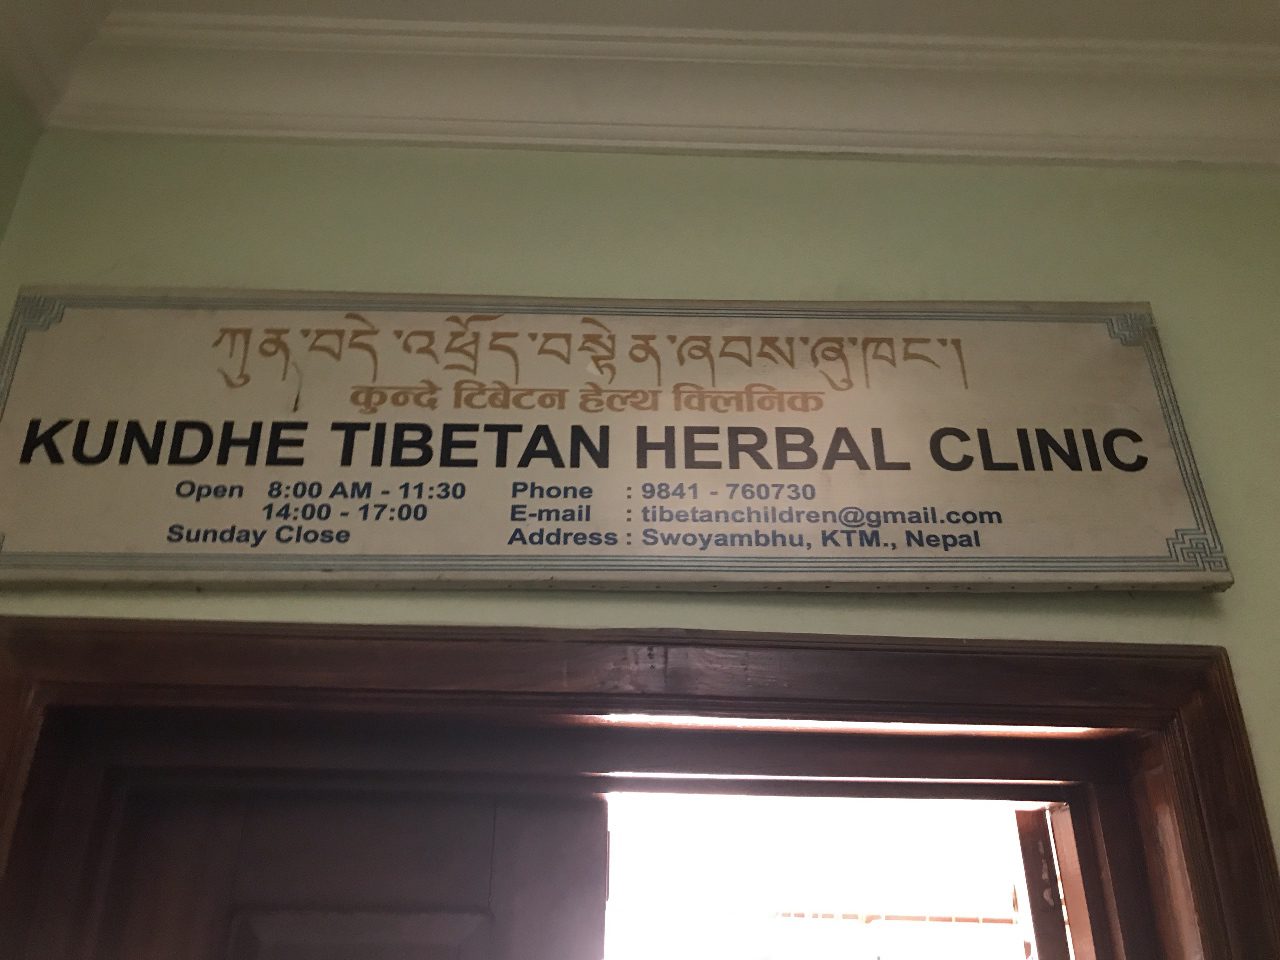 ཀུན་བདེ་འཕྲོད་བསྟེན་ཞབས་ཞུ་ཁང་།
कुन्दे टिबेटन हेल्थ क्लिनिक
KUNDHE TIBETAN HERBAL CLINIC
Open 8:00 AM - 11:30
14:00 - 17:00
Sunday Close
Phone : 9841 - 760730
E-mail : tibetanchildren@gmail.com
Address : Swoyambhu, KTM., Nepal